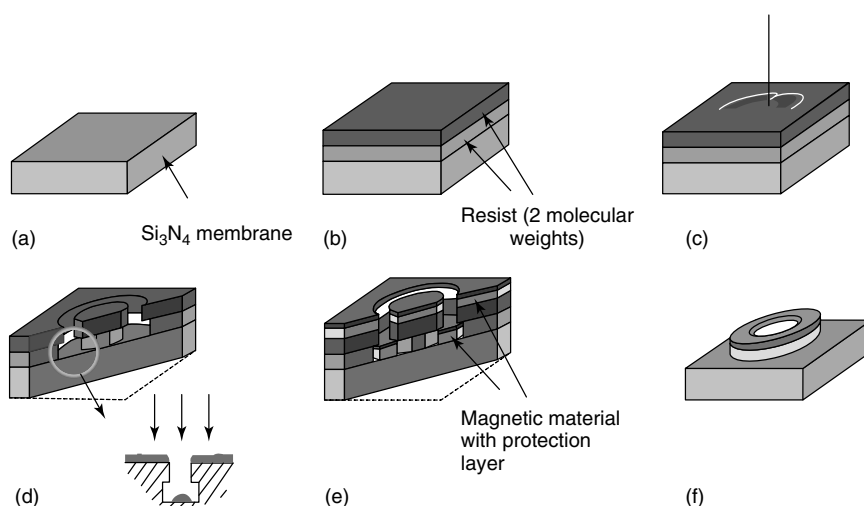 (a)
Si₃N₄ membrane
(b)
Resist (2 molecular
weights)
(c)
(d)
(e)
Magnetic material
with protection
layer
(f)